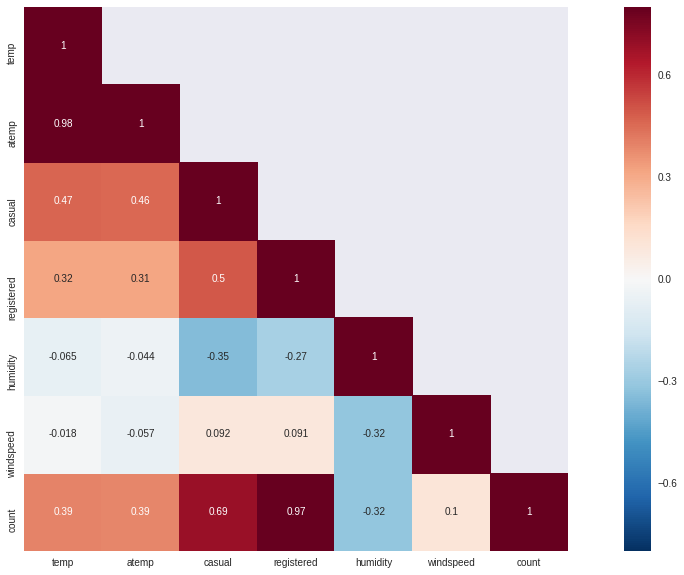 temp 1
atemp 0.98 1
casual 0.47 0.46 1
registered 0.32 0.31 0.5 1
humidity -0.065 -0.044 -0.35 -0.27 1
windspeed -0.018 -0.057 0.092 0.091 -0.32 1
count 0.39 0.39 0.69 0.97 -0.32 0.1 1
temp atemp casual registered humidity windspeed count
0.6
0.3
0.0
−0.3
−0.6